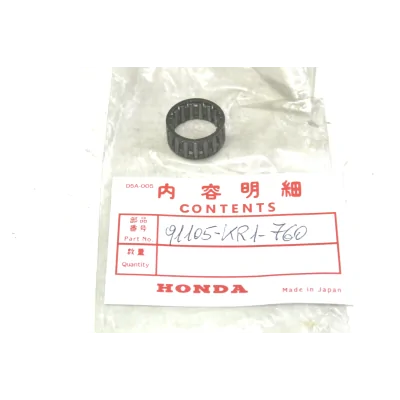 DSA-005
内容明細
CONTENTS
部品
番号
Part No
91105-KR1-760
数量
Quantity
HONDA
Made in Japan